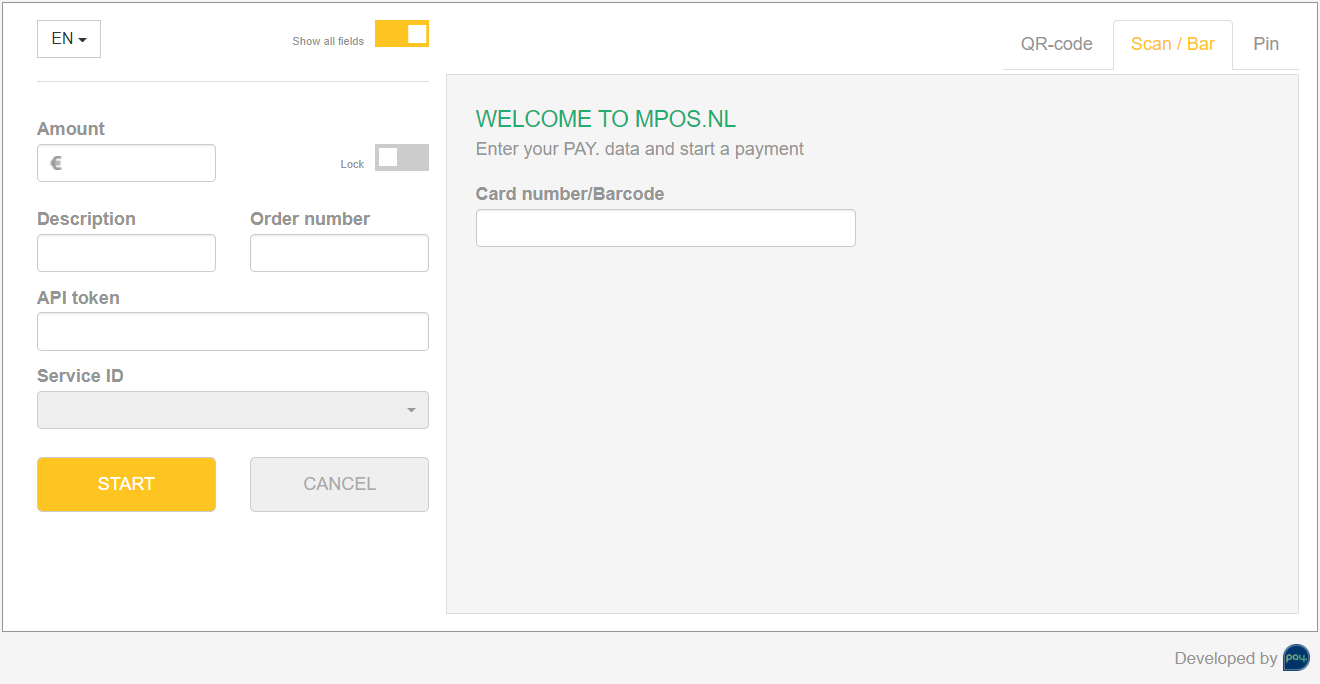 EN
Show all fields
QR-code
Scan / Bar
Pin
Amount
€
Lock
Description
Order number
API token
Service ID
START
CANCEL
WELCOME TO MPOS.NL
Enter your PAY. data and start a payment
Card number/Barcode
Developed by
pay.